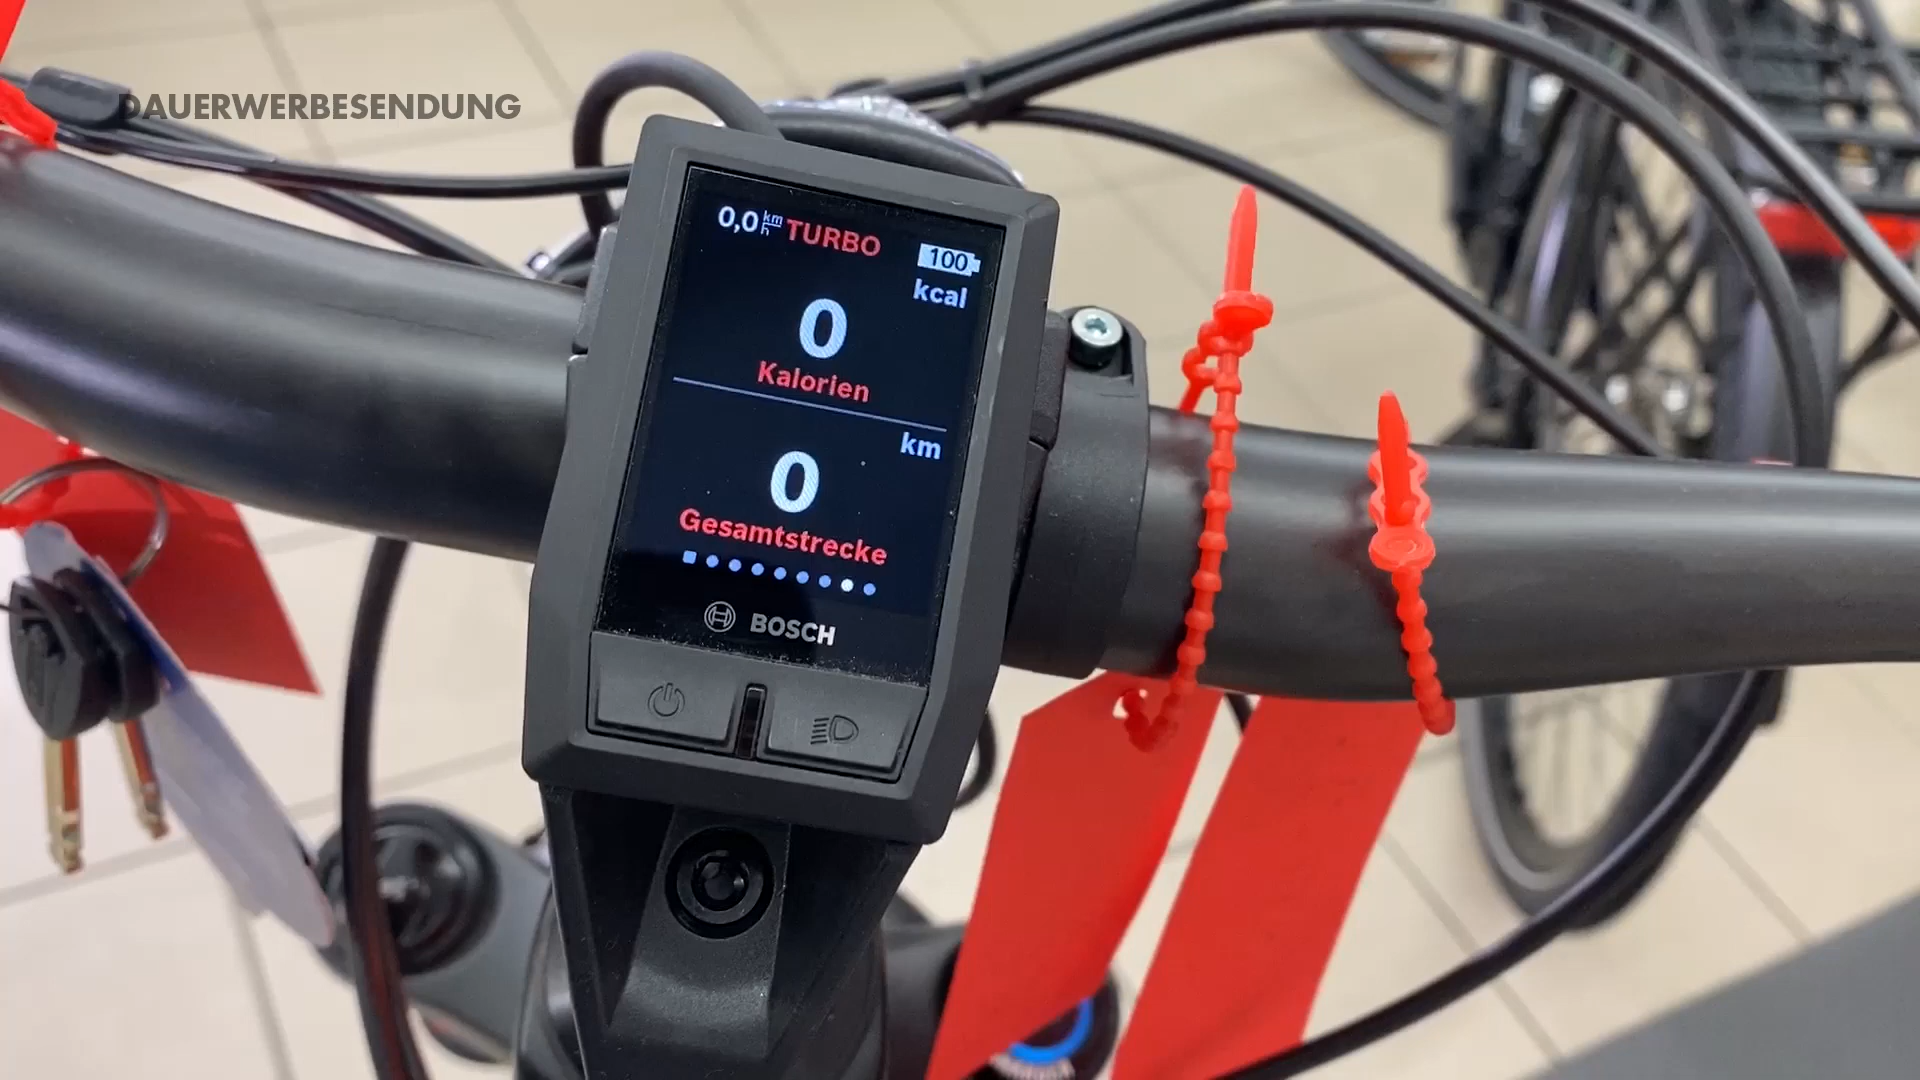 DAUERWERBESENDUNG
0,0 km/h TURBO
100
kcal
0
Kalorien
km
0
Gesamtstrecke
BOSCH